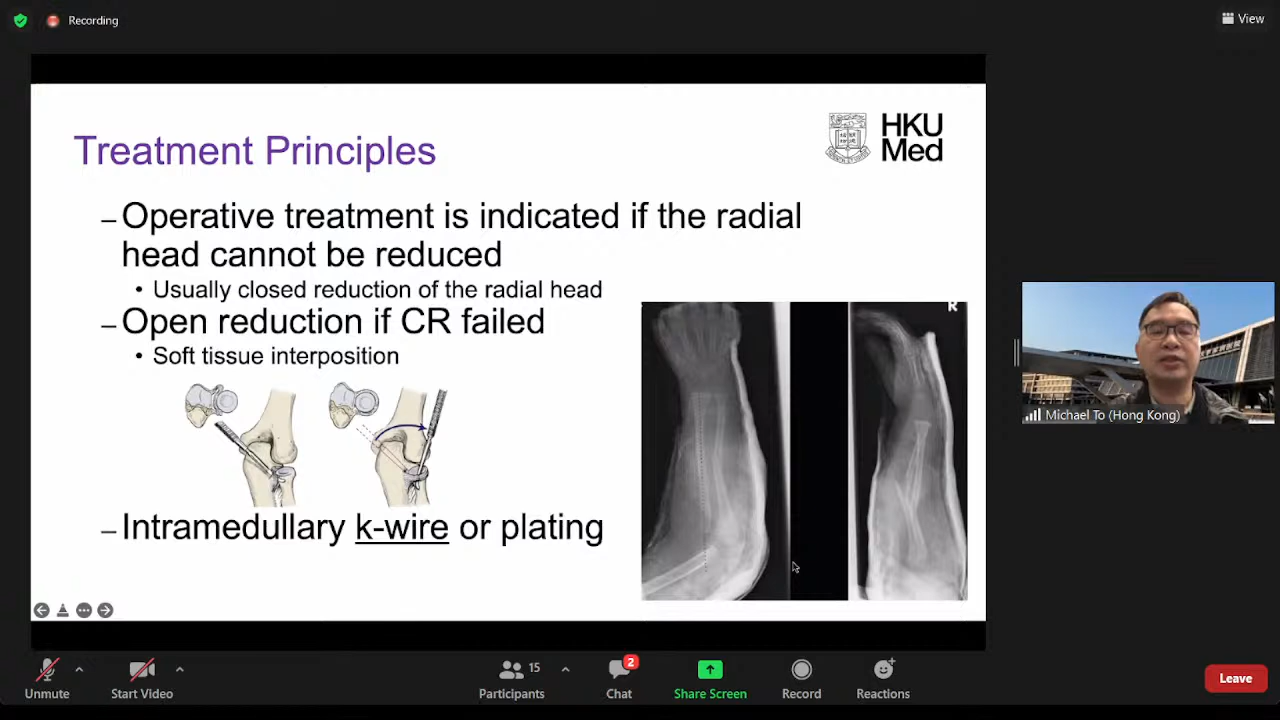 Recording
View
HKU
Med
Treatment Principles
– Operative treatment is indicated if the radial
head cannot be reduced
• Usually closed reduction of the radial head
– Open reduction if CR failed
• Soft tissue interposition
R
– Intramedullary k-wire or plating
Michael To (Hong Kong)
Unmute
Start Video
15
Participants
2
Chat
Share Screen
Record
Reactions
Leave